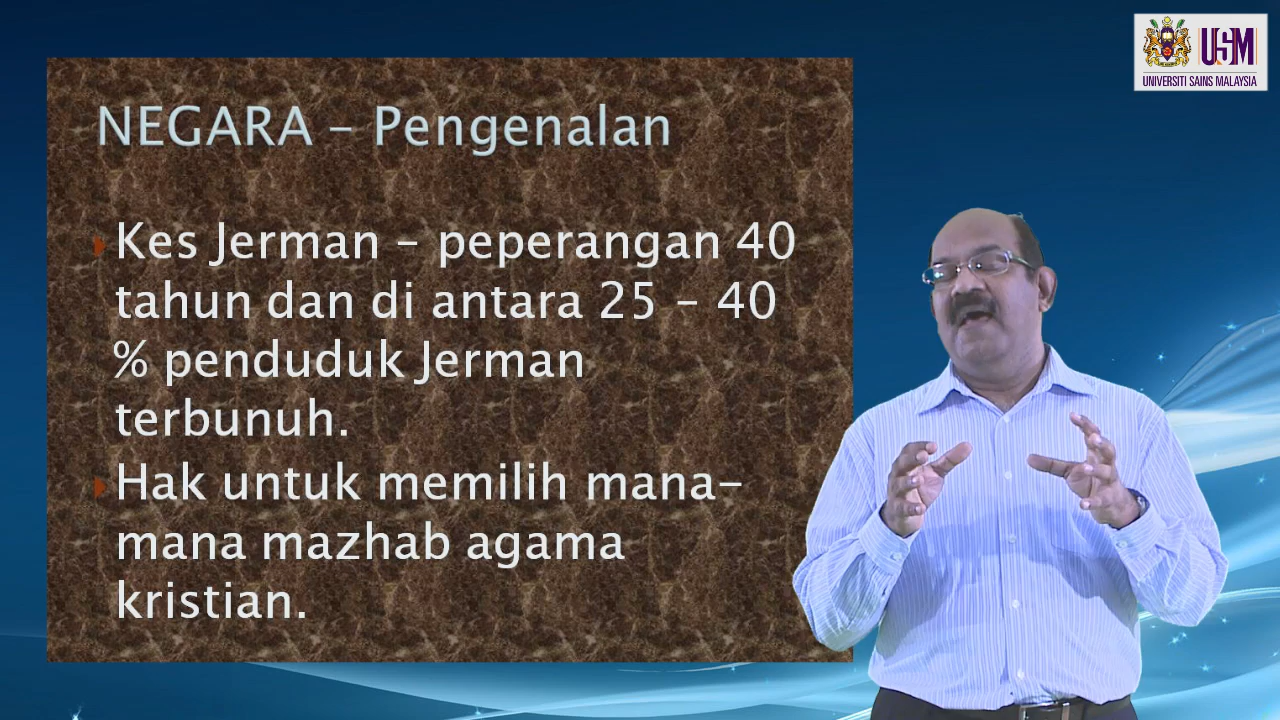 USM
UNIVERSITI SAINS MALAYSIA
NEGARA – Pengenalan
Kes Jerman – peperangan 40
tahun dan di antara 25 – 40
% penduduk Jerman
terbunuh.
Hak untuk memilih mana-
mana mazhab agama
kristian.